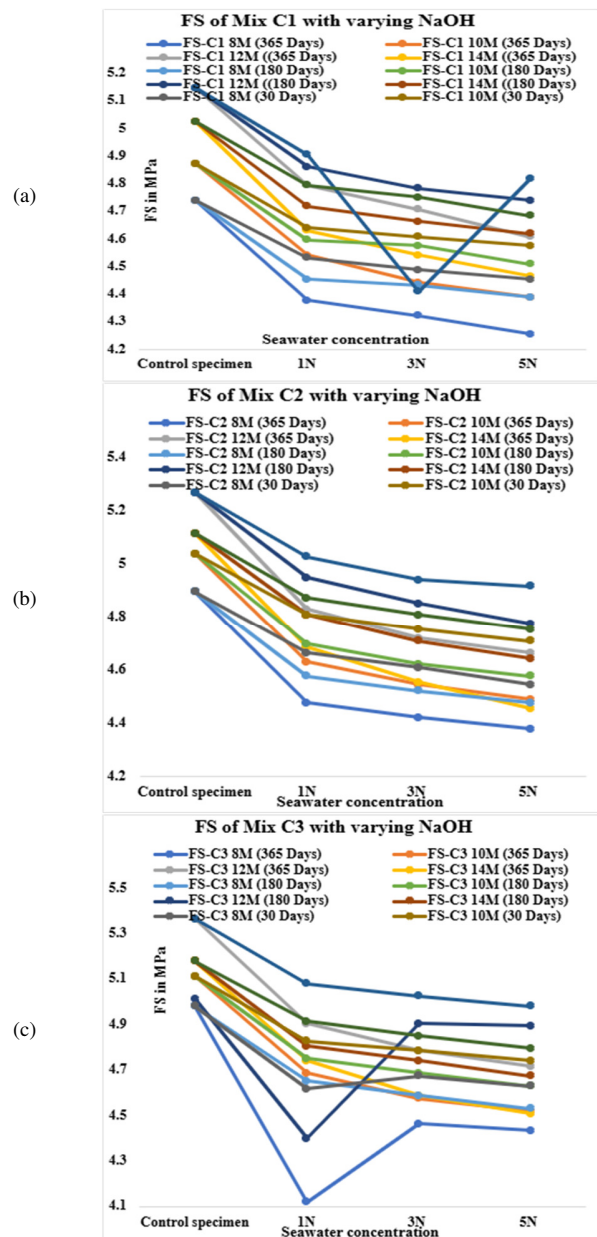 FS of Mix C1 with varying NaOH
FS-C1 8M (365 Days) FS-C1 10M (365 Days)
FS-C1 12M ((365 Days) FS-C1 14M ((365 Days)
FS-C1 8M (180 Days) FS-C1 10M (180 Days)
FS-C1 12M ((180 Days) FS-C1 14M ((180 Days)
FS-C1 8M (30 Days) FS-C1 10M (30 Days)
5.2
5.1
5
4.9
(a)
FS in MPa
4.8
4.7
4.6
4.5
4.4
4.3
Seawater concentration
4.2
Control specimen 1N 3N 5N
FS of Mix C2 with varying NaOH
FS-C2 8M (365 Days) FS-C2 10M (365 Days)
FS-C2 12M (365 Days) FS-C2 14M (365 Days)
FS-C2 8M (180 Days) FS-C2 10M (180 Days)
FS-C2 12M (180 Days) FS-C2 14M (180 Days)
FS-C2 8M (30 Days) FS-C2 10M (30 Days)
5.4
5.2
5
(b)
4.8
4.6
4.4
4.2
Control specimen 1N 3N 5N
Seawater concentration
FS of Mix C3 with varying NaOH
FS-C3 8M (365 Days) FS-C3 10M (365 Days)
FS-C3 12M (365 Days) FS-C3 14M (365 Days)
FS-C3 8M (180 Days) FS-C3 10M (180 Days)
FS-C3 12M (180 Days) FS-C3 14M (180 Days)
FS-C3 8M (30 Days) FS-C3 10M (30 Days)
5.5
5.3
FS in MPa
5.1
4.9
(c)
4.7
4.5
4.3
4.1
Control specimen 1N 3N 5N
Seawater concentration